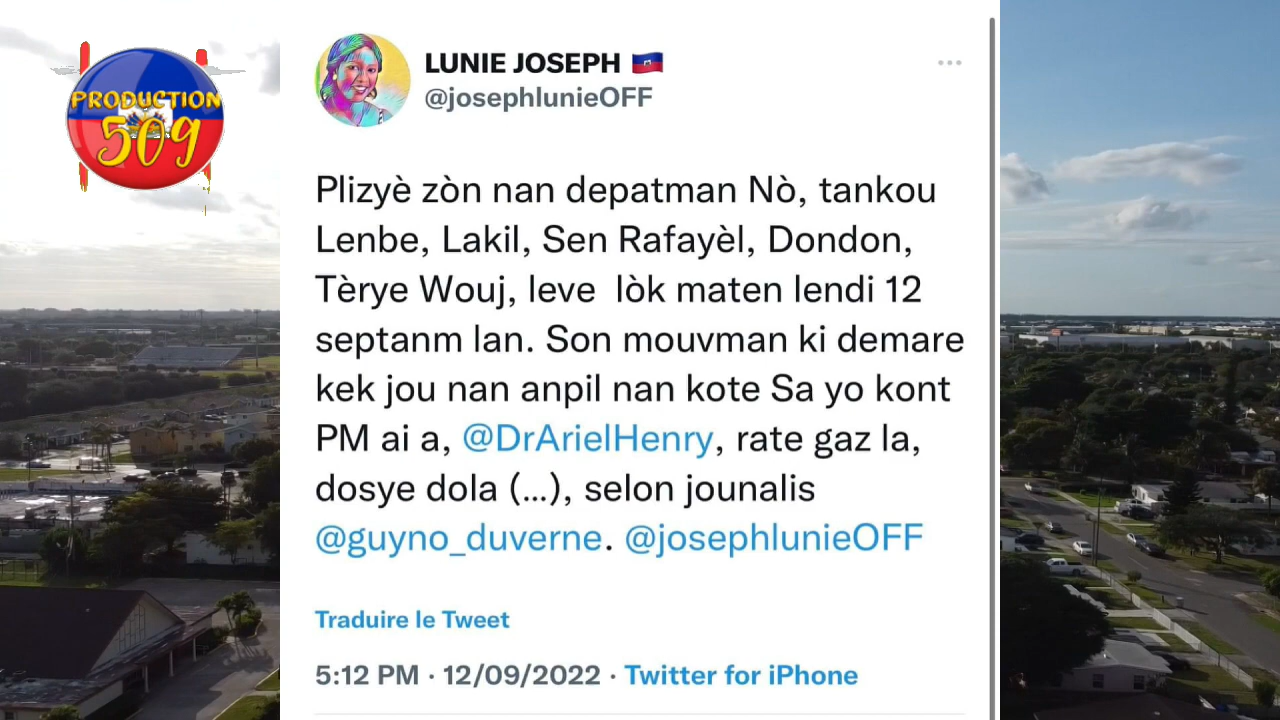 PRODUCTION
509
LUNIE JOSEPH 🇭🇹
@josephlunieOFF
Plizyè zòn nan depatman Nò, tankou
Lenbe, Lakil, Sen Rafayèl, Dondon,
Tèrye Wouj, leve  lòk maten lendi 12
septanm lan. Son mouvman ki demare
kek jou nan anpil nan kote Sa yo kont
PM ai a, @DrArielHenry, rate gaz la,
dosye dola (...), selon jounalis
@guyno_duverne. @josephlunieOFF
Traduire le Tweet
5:12 PM · 12/09/2022 · Twitter for iPhone